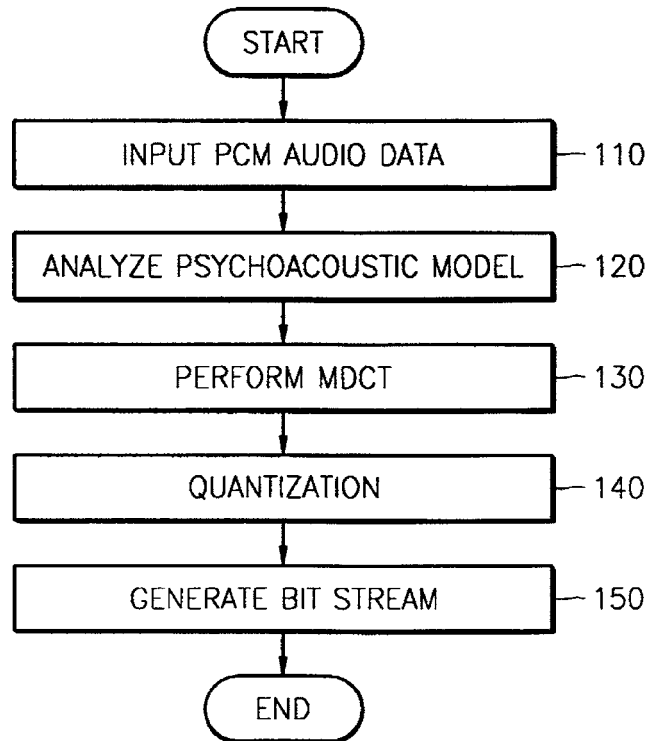 START
INPUT PCM AUDIO DATA 110
ANALYZE PSYCHOACOUSTIC MODEL 120
PERFORM MDCT 130
QUANTIZATION 140
GENERATE BIT STREAM 150
END